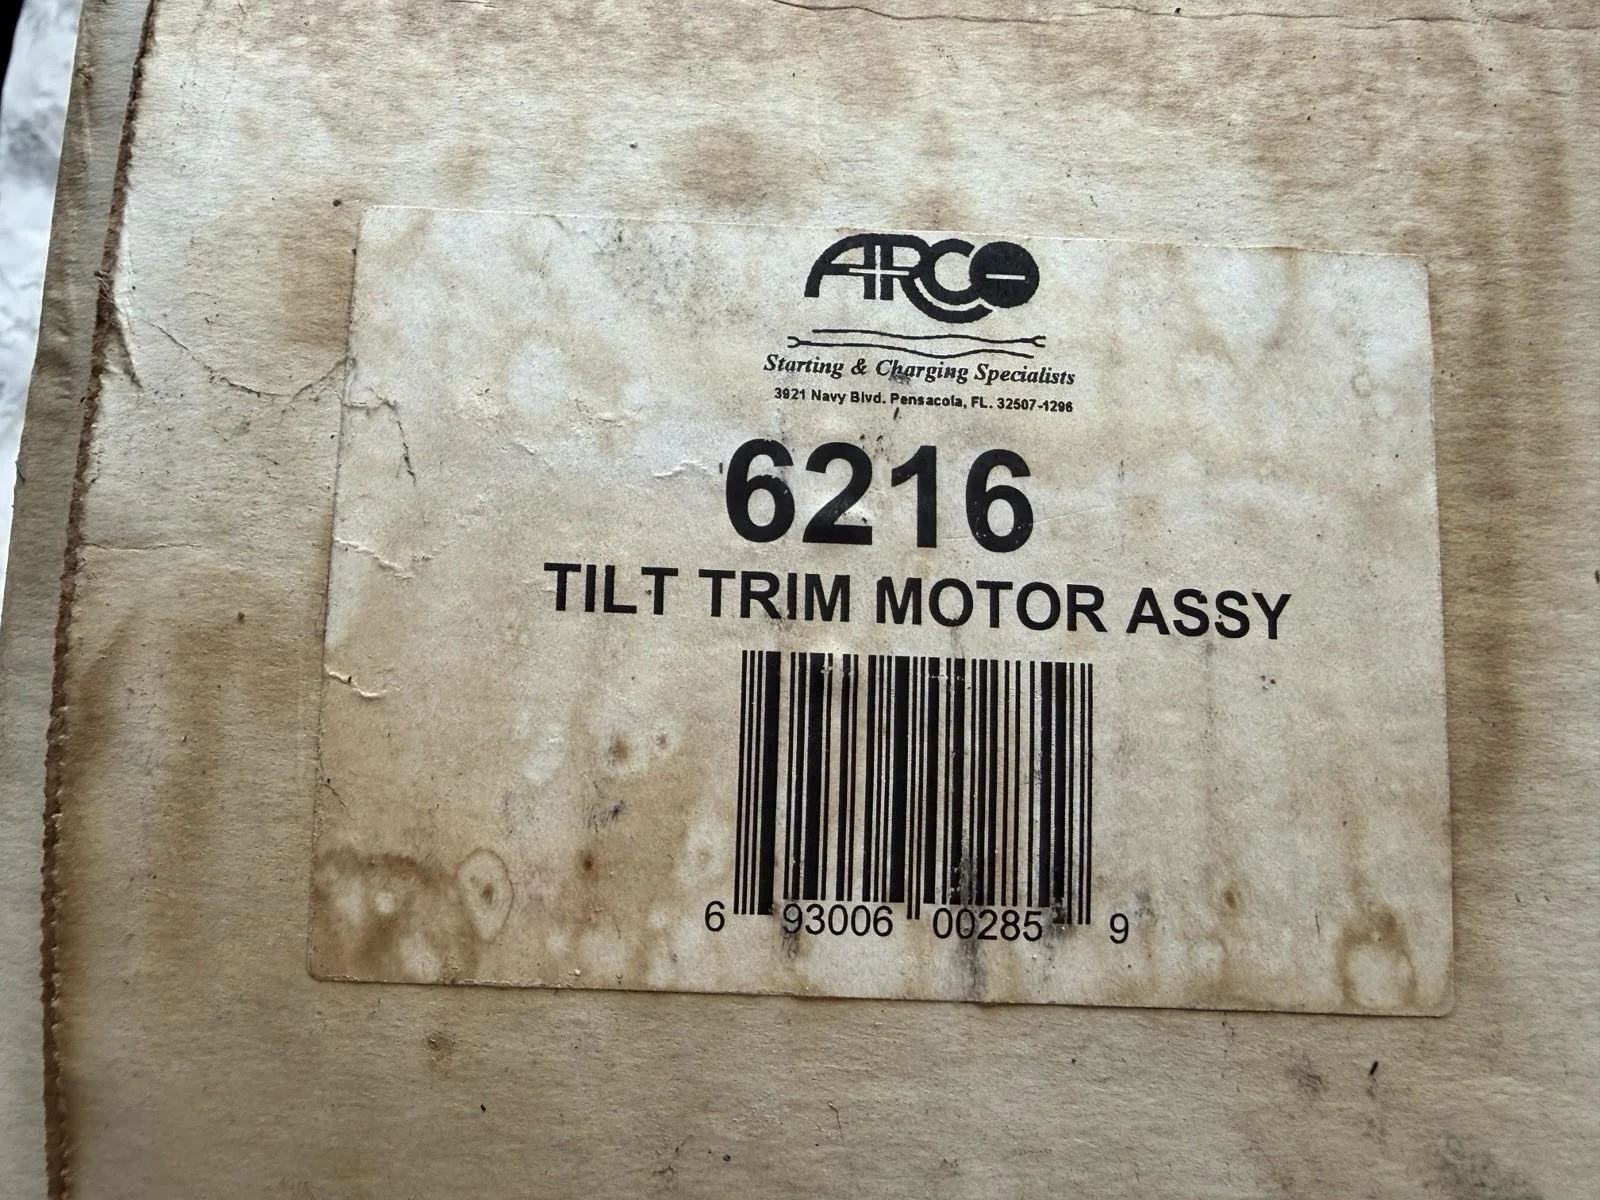 ARCO
Starting & Charging Specialists
3921 Navy Blvd. Pensacola, FL. 32507-1296
6216
TILT TRIM MOTOR ASSY
6 93006 00285 9